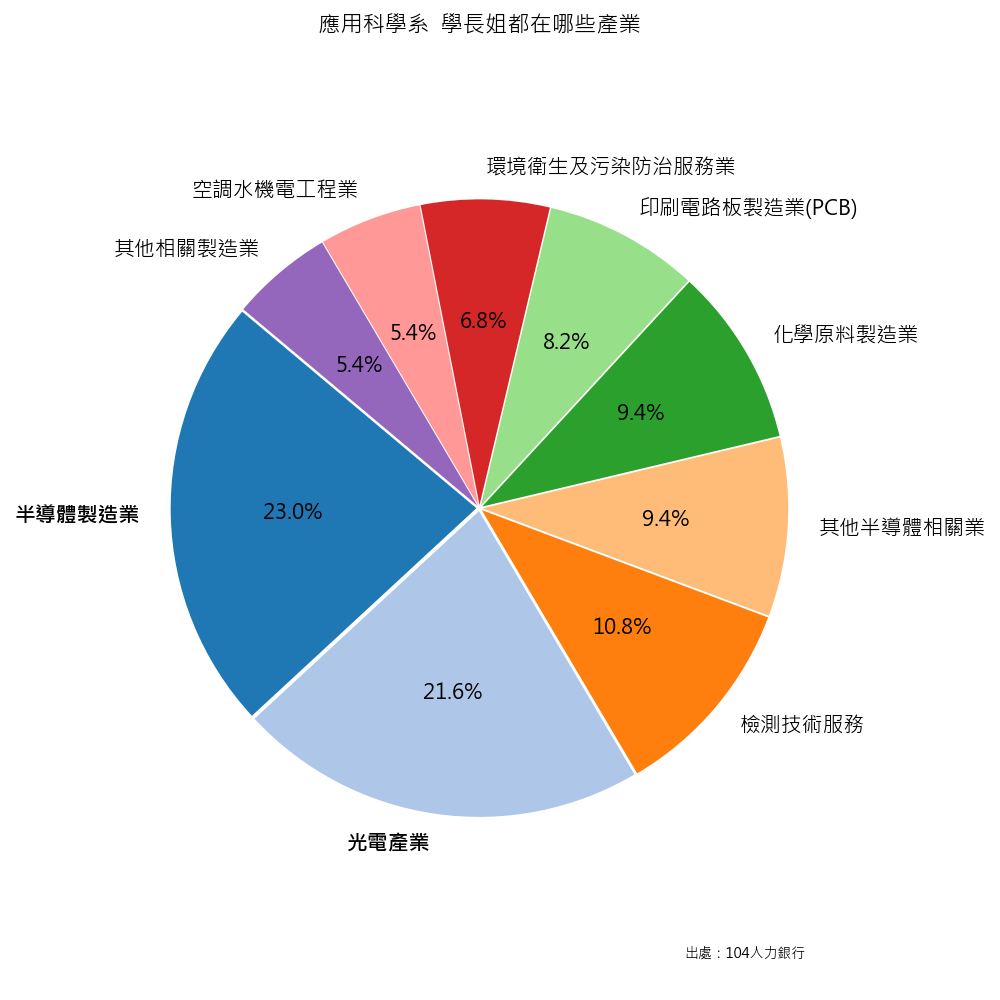 應用科學系 學長姐都在哪些產業
環境衛生及污染防治服務業
空調水機電工程業
印刷電路板製造業(PCB)
其他相關製造業
化學原料製造業
6.8%
5.4%
8.2%
5.4%
9.4%
半導體製造業
23.0%
9.4%
其他半導體相關業
10.8%
21.6%
檢測技術服務
光電產業
出處：104人力銀行